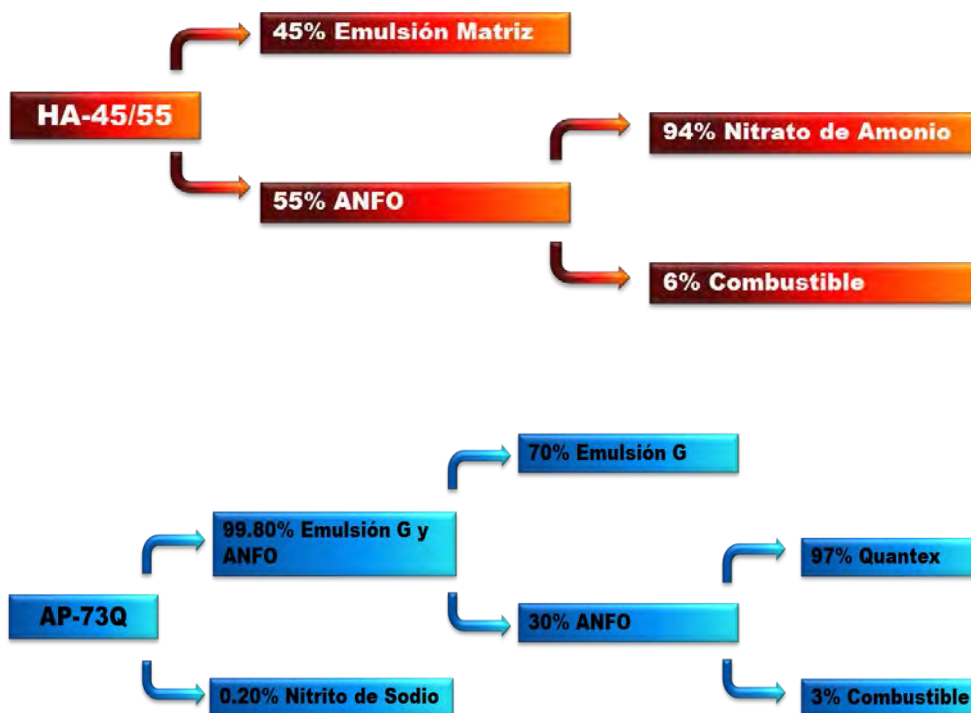 45% Emulsión Matriz
HA-45/55
94% Nitrato de Amonio
55% ANFO
6% Combustible
70% Emulsión G
99.80% Emulsión G y
ANFO
97% Quantex
AP-73Q
30% ANFO
0.20% Nitrito de Sodio
3% Combustible